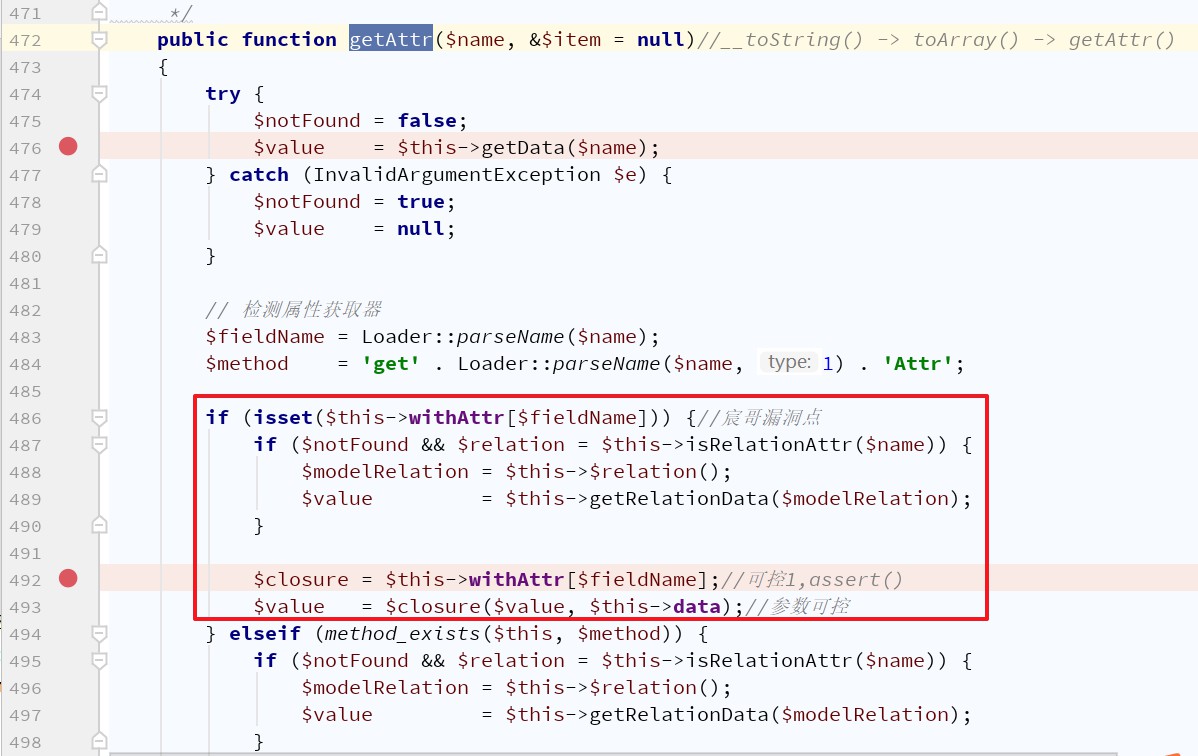 471 */
472 public function getAttr($name, &$item = null)//__toString() -> toArray() -> getAttr()
473 {
474 try {
475 $notFound = false;
476 $value    = $this->getData($name);
477 } catch (InvalidArgumentException $e) {
478 $notFound = true;
479 $value    = null;
480 }
481
482 // 检测属性获取器
483 $fieldName = Loader::parseName($name);
484 $method    = 'get' . Loader::parseName($name, type: 1) . 'Attr';
485
486 if (isset($this->withAttr[$fieldName])) {//宸哥漏洞点
487 if ($notFound && $relation = $this->isRelationAttr($name)) {
488 $modelRelation = $this->$relation();
489 $value         = $this->getRelationData($modelRelation);
490 }
491
492 $closure = $this->withAttr[$fieldName];//可控1,assert()
493 $value   = $closure($value, $this->data);//参数可控
494 } elseif (method_exists($this, $method)) {
495 if ($notFound && $relation = $this->isRelationAttr($name)) {
496 $modelRelation = $this->$relation();
497 $value         = $this->getRelationData($modelRelation);
498 }